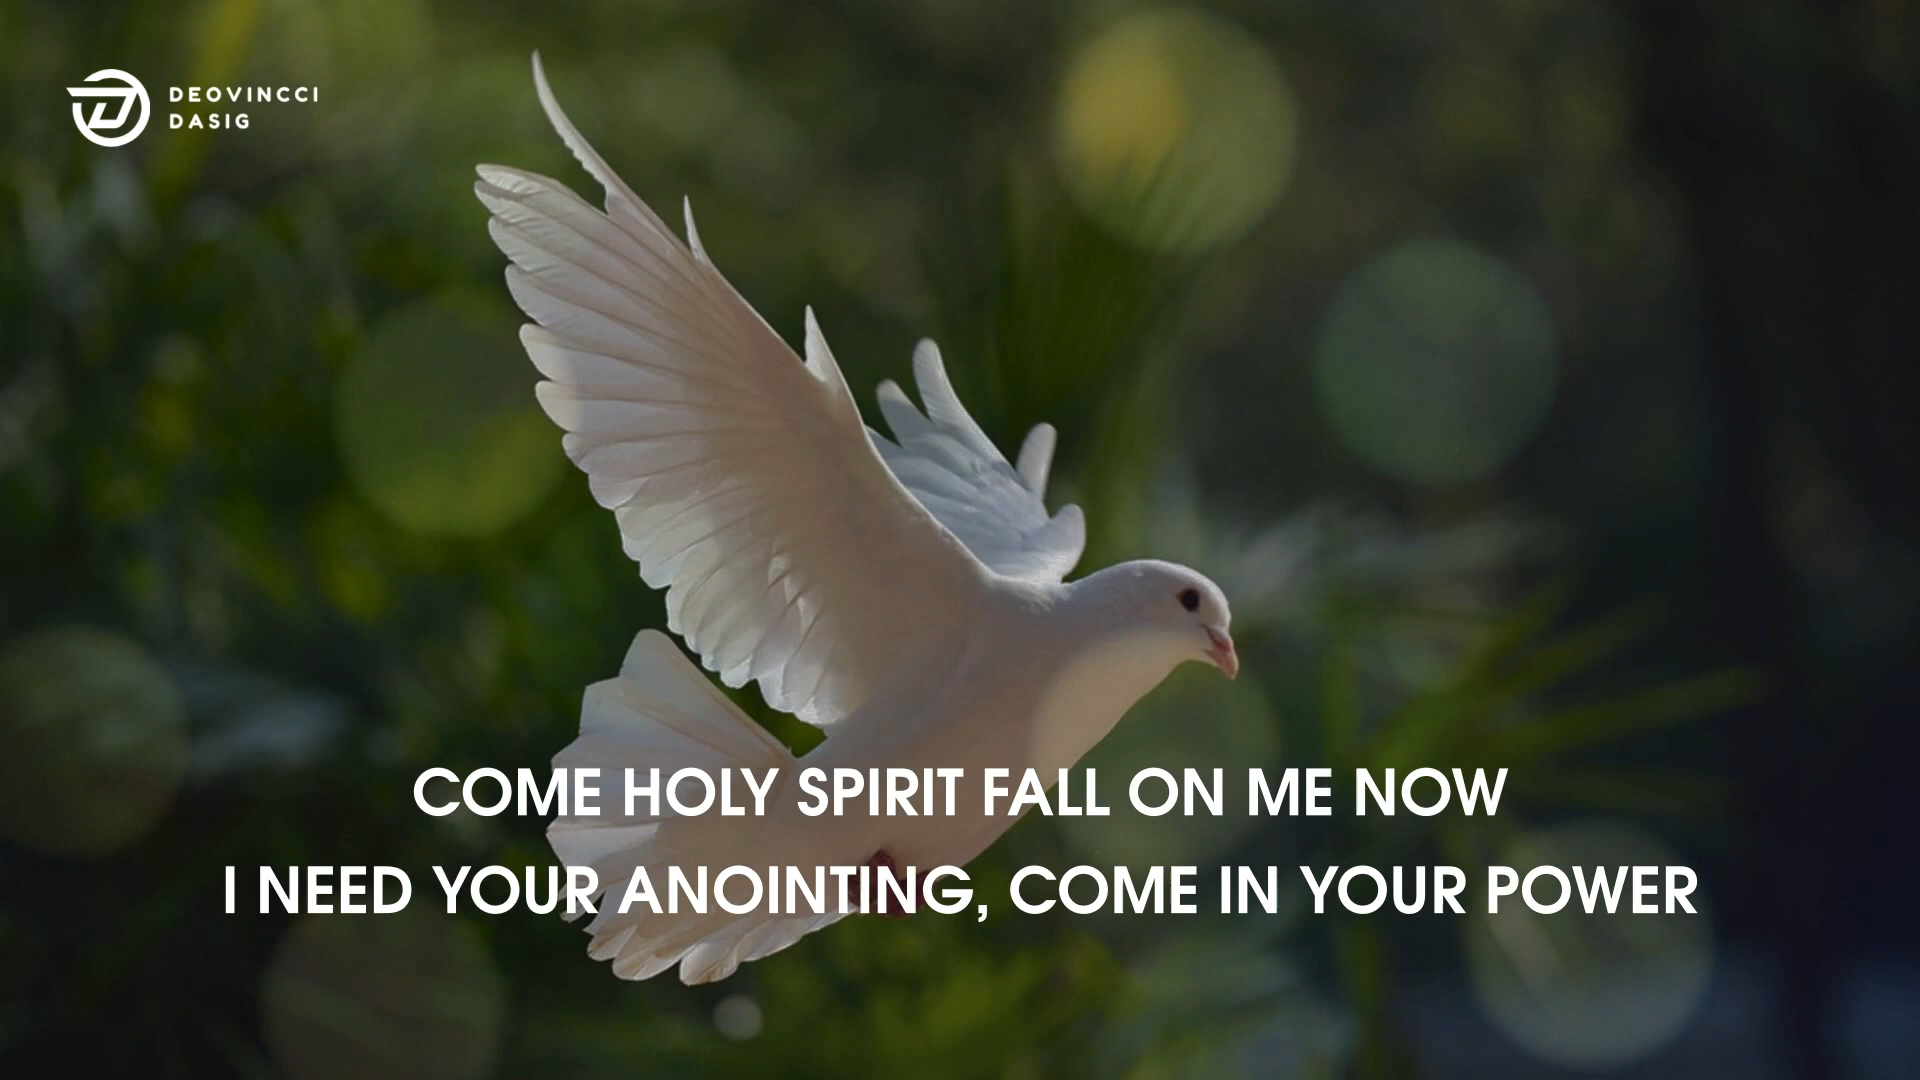 DEOVINCCI
DASIG
COME HOLY SPIRIT FALL ON ME NOW
I NEED YOUR ANOINTING, COME IN YOUR POWER